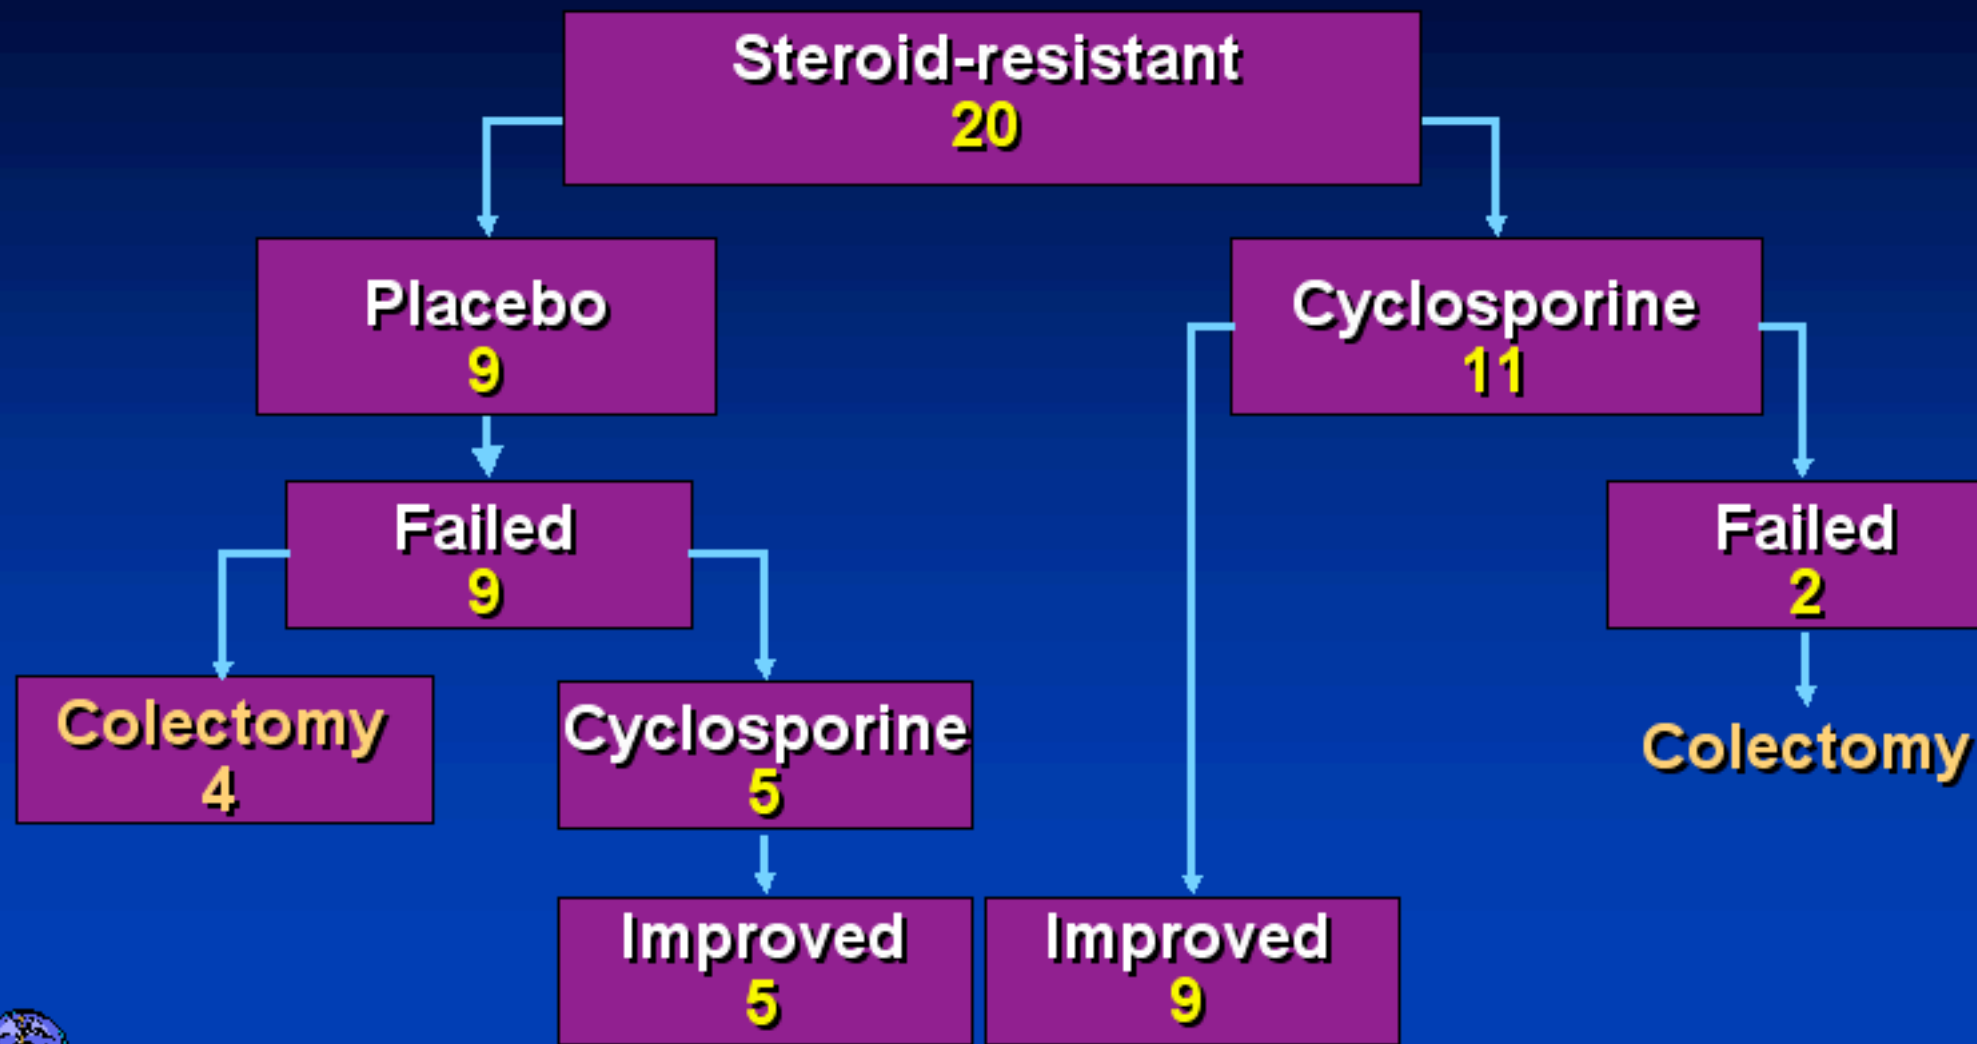 Steroid-resistant
20
Placebo
9
Cyclosporine
11
Failed
9
Failed
2
Colectomy
4
Cyclosporine
5
Colectomy
Improved
5
Improved
9